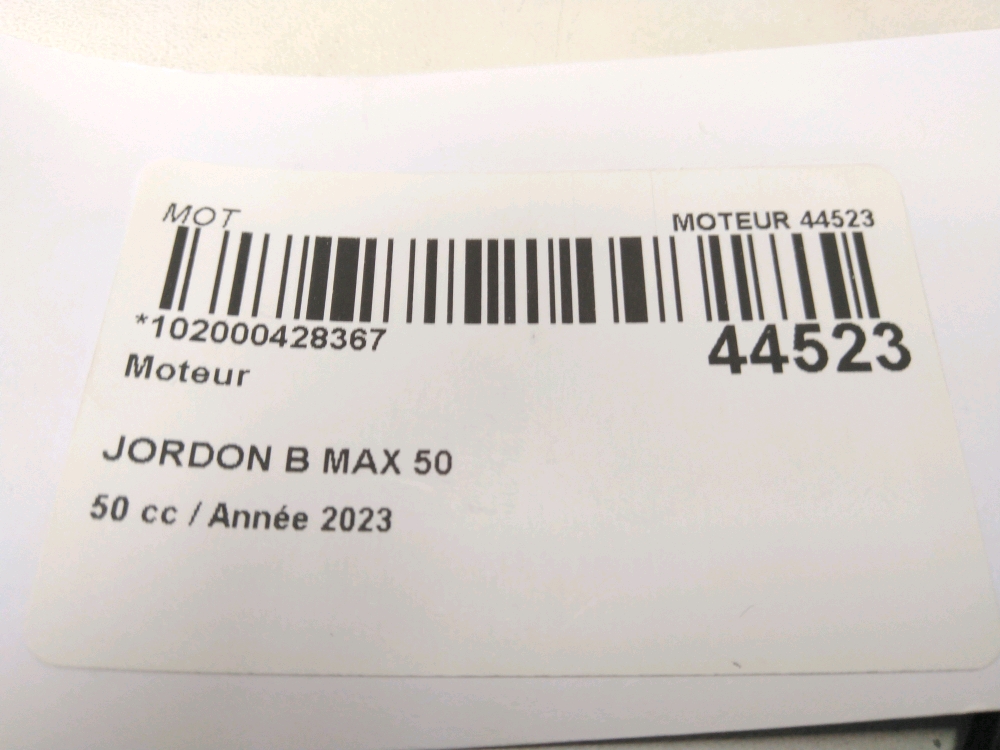 MOT
MOTEUR 44523
*102000428367
44523
Moteur
JORDON B MAX 50
50 cc / Année 2023